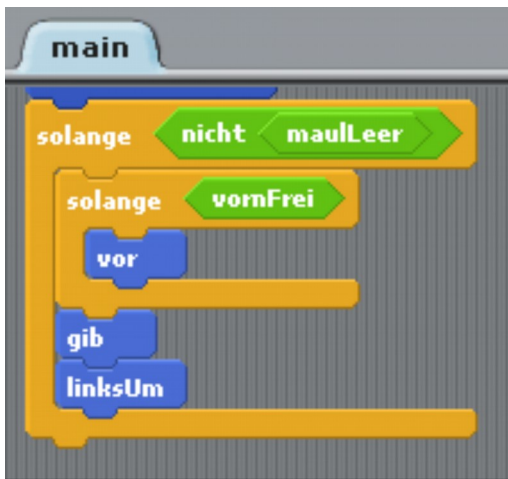 main
solange nicht maulLeer
solange vornFrei
vor
gib
linksUm